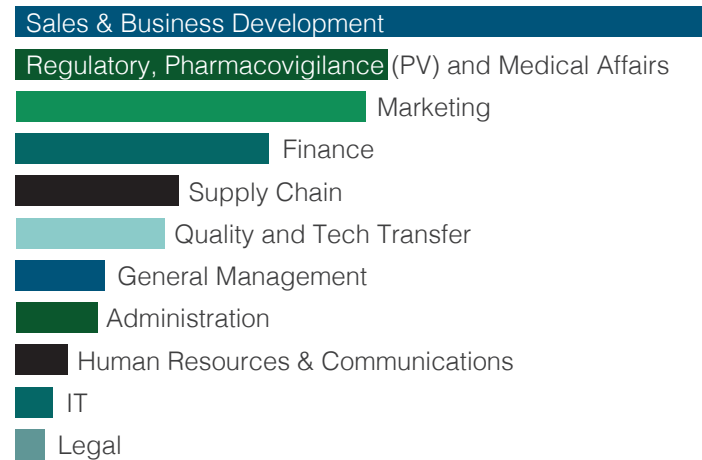 Sales & Business Development
Regulatory, Pharmacovigilance (PV) and Medical Affairs
Marketing
Finance
Supply Chain
Quality and Tech Transfer
General Management
Administration
Human Resources & Communications
IT
Legal